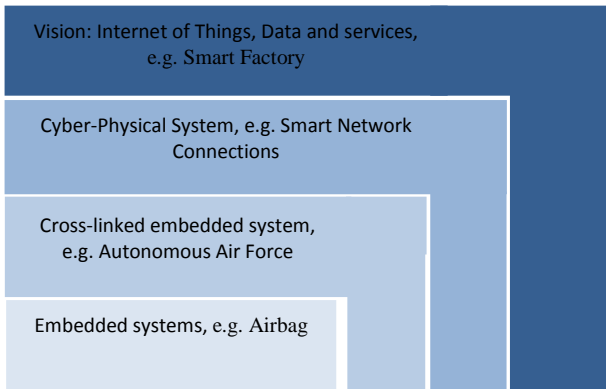 Vision: Internet of Things, Data and services,
e.g. Smart Factory
Cyber-Physical System, e.g. Smart Network
Connections
Cross-linked embedded system,
e.g. Autonomous Air Force
Embedded systems, e.g. Airbag